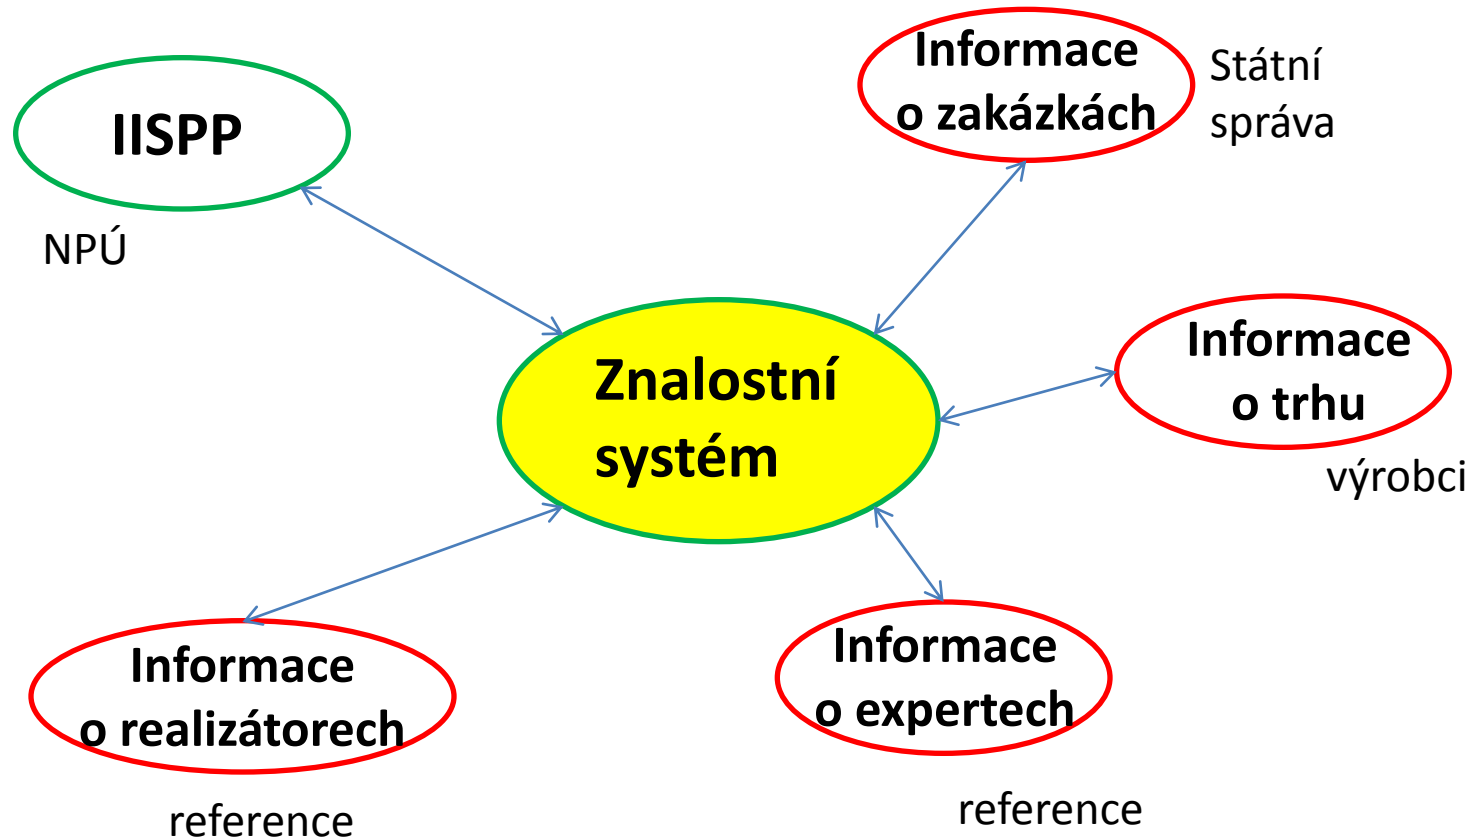 Informace
o zakázkách
Státní
správa
IISPP
NPÚ
Znalostní
systém
Informace
o trhu
výrobci
Informace
o realizátorech
reference
Informace
o expertech
reference